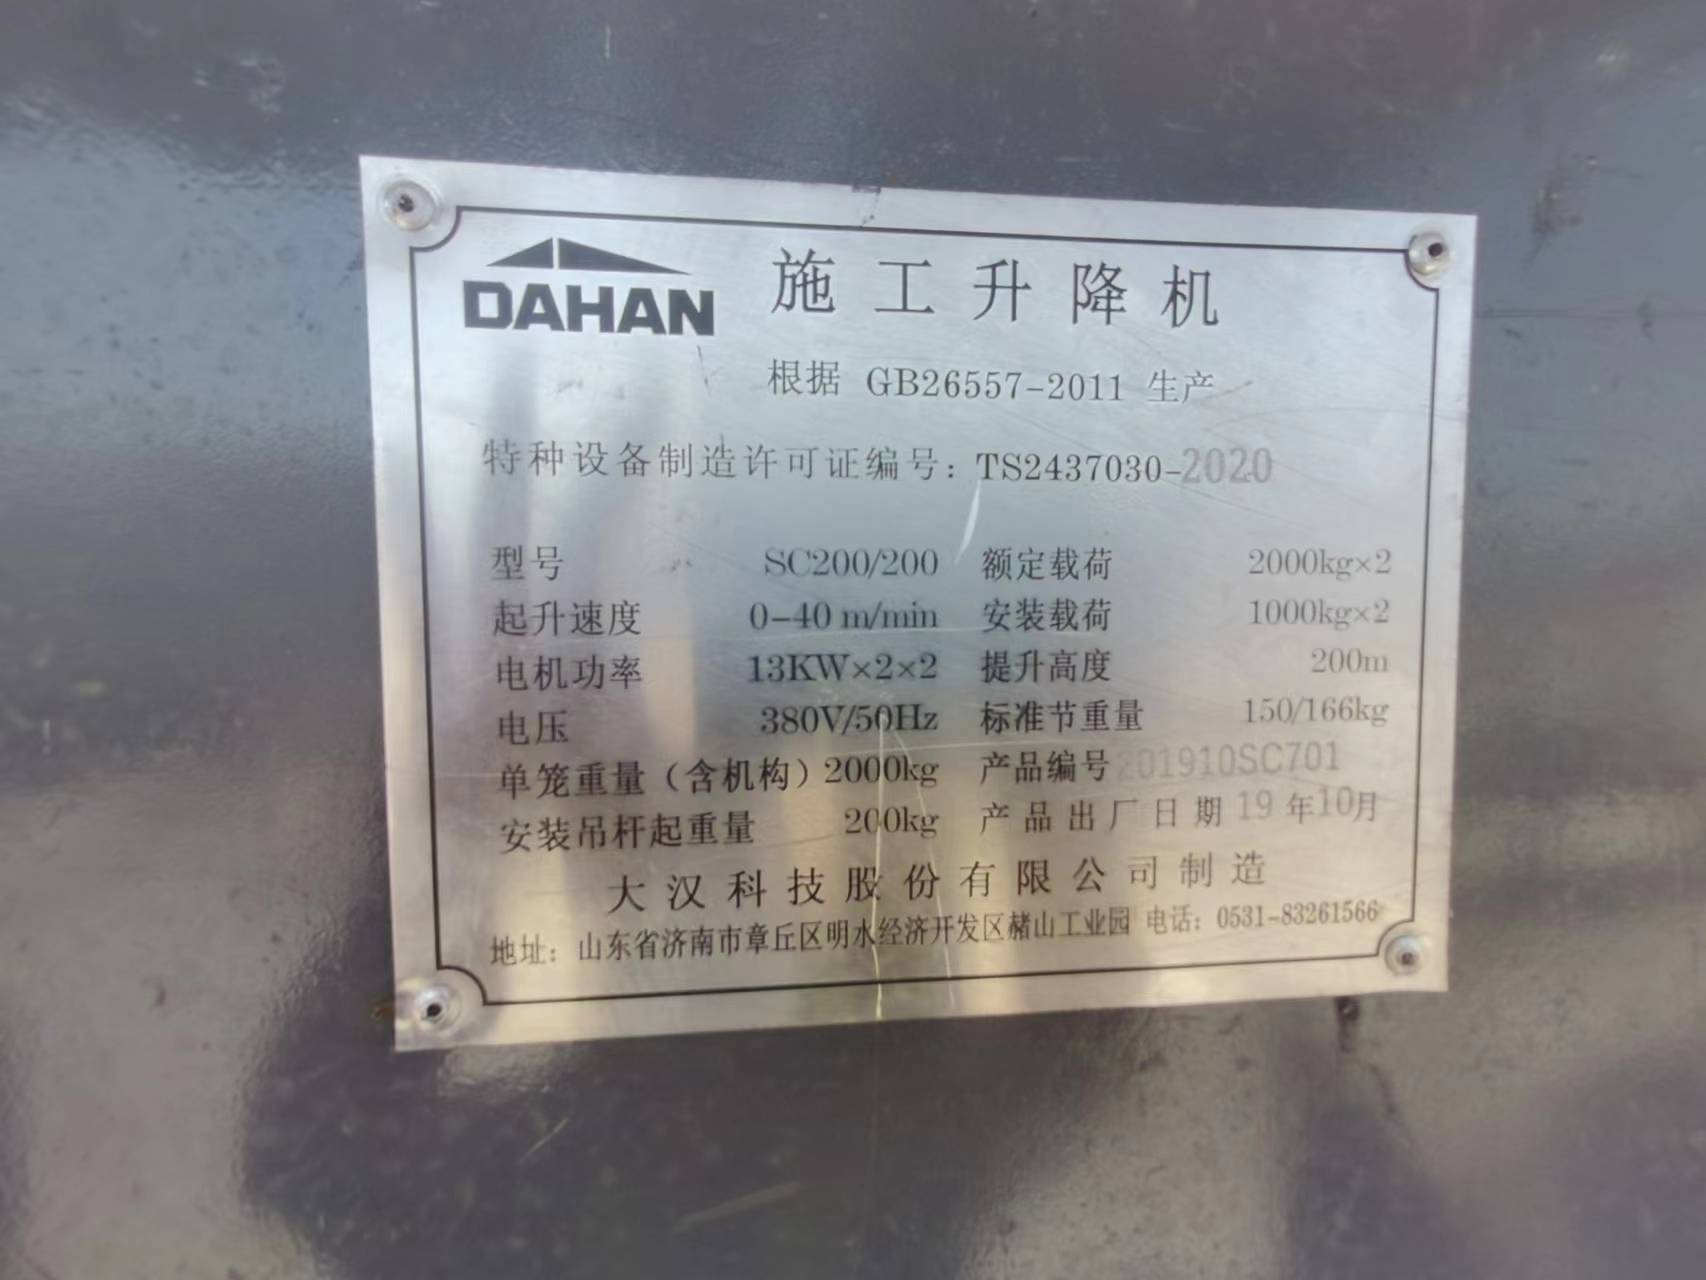 DAHAN 施工升降机
根据 GB26557-2011 生产
特种设备制造许可证编号：TS2437030-2020
型号 SC200/200 额定载荷 2000kg×2
起升速度 0-40 m/min 安装载荷 1000kg×2
电机功率 13KW×2×2 提升高度 200m
电压 380V/50Hz 标准节重量 150/166kg
单笼重量（含机构）2000kg 产品编号 201910SC701
安装吊杆起重量 200kg 产品出厂日期 19年10月
大汉科技股份有限公司制造
地址：山东省济南市章丘区明水经济开发区赭山工业园 电话：0531-83261566